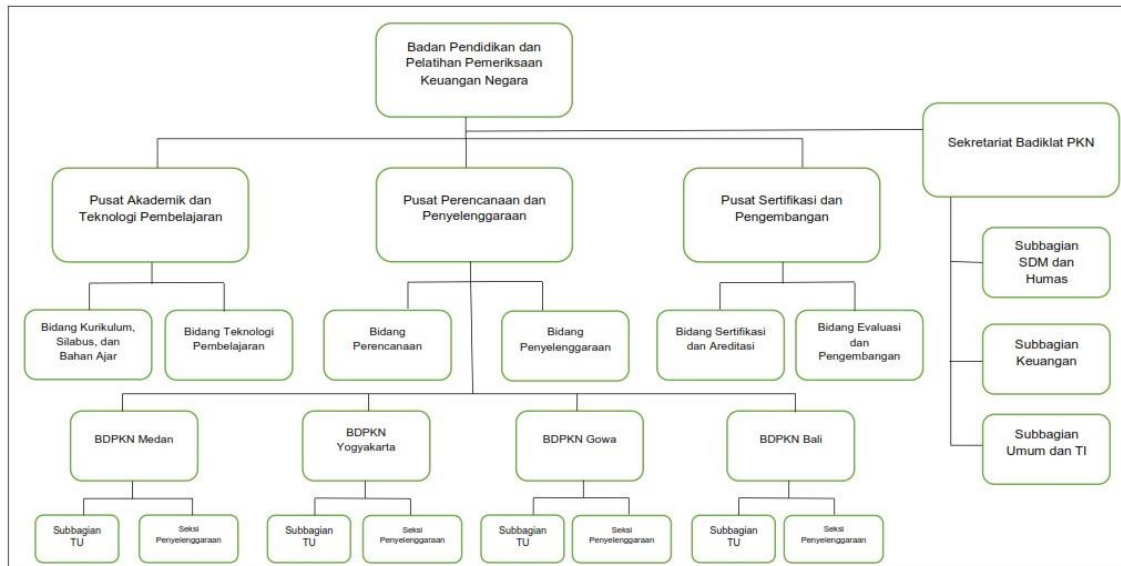 Badan Pendidikan dan
Pelatihan Pemeriksaan
Keuangan Negara
Sekretariat Badiklat PKN
Pusat Akademik dan
Teknologi Pembelajaran
Pusat Perencanaan dan
Penyelenggaraan
Pusat Sertifikasi dan
Pengembangan
Subbagian
SDM dan
Humas
Bidang Kurikulum,
Silabus, dan
Bahan Ajar
Bidang Teknologi
Pembelajaran
Bidang
Perencanaan
Bidang
Penyelenggaraan
Bidang Sertifikasi
dan Areditasi
Bidang Evaluasi
dan
Pengembangan
Subbagian
Keuangan
BDPKN Medan
BDPKN
Yogyakarta
BDPKN Gowa
BDPKN Bali
Subbagian
Umum dan TI
Subbagian
TU
Seksi
Penyelenggaraan
Subbagian
TU
Seksi
Penyelenggaraan
Subbagian
TU
Seksi
Penyelenggaraan
Subbagian
TU
Seksi
Penyelenggaraan